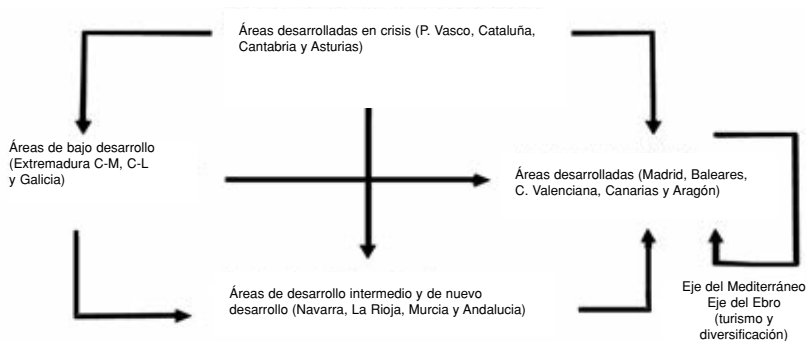 Áreas desarrolladas en crisis (P. Vasco, Cataluña,
Cantabria y Asturias)
Áreas de bajo desarrollo
(Extremadura C-M, C-L
y Galicia)
Áreas desarrolladas (Madrid, Baleares,
C. Valenciana, Canarias y Aragón)
Áreas de desarrollo intermedio y de nuevo
desarrollo (Navarra, La Rioja, Murcia y Andalucia)
Eje del Mediterráneo
Eje del Ebro
(turismo y
diversificación)